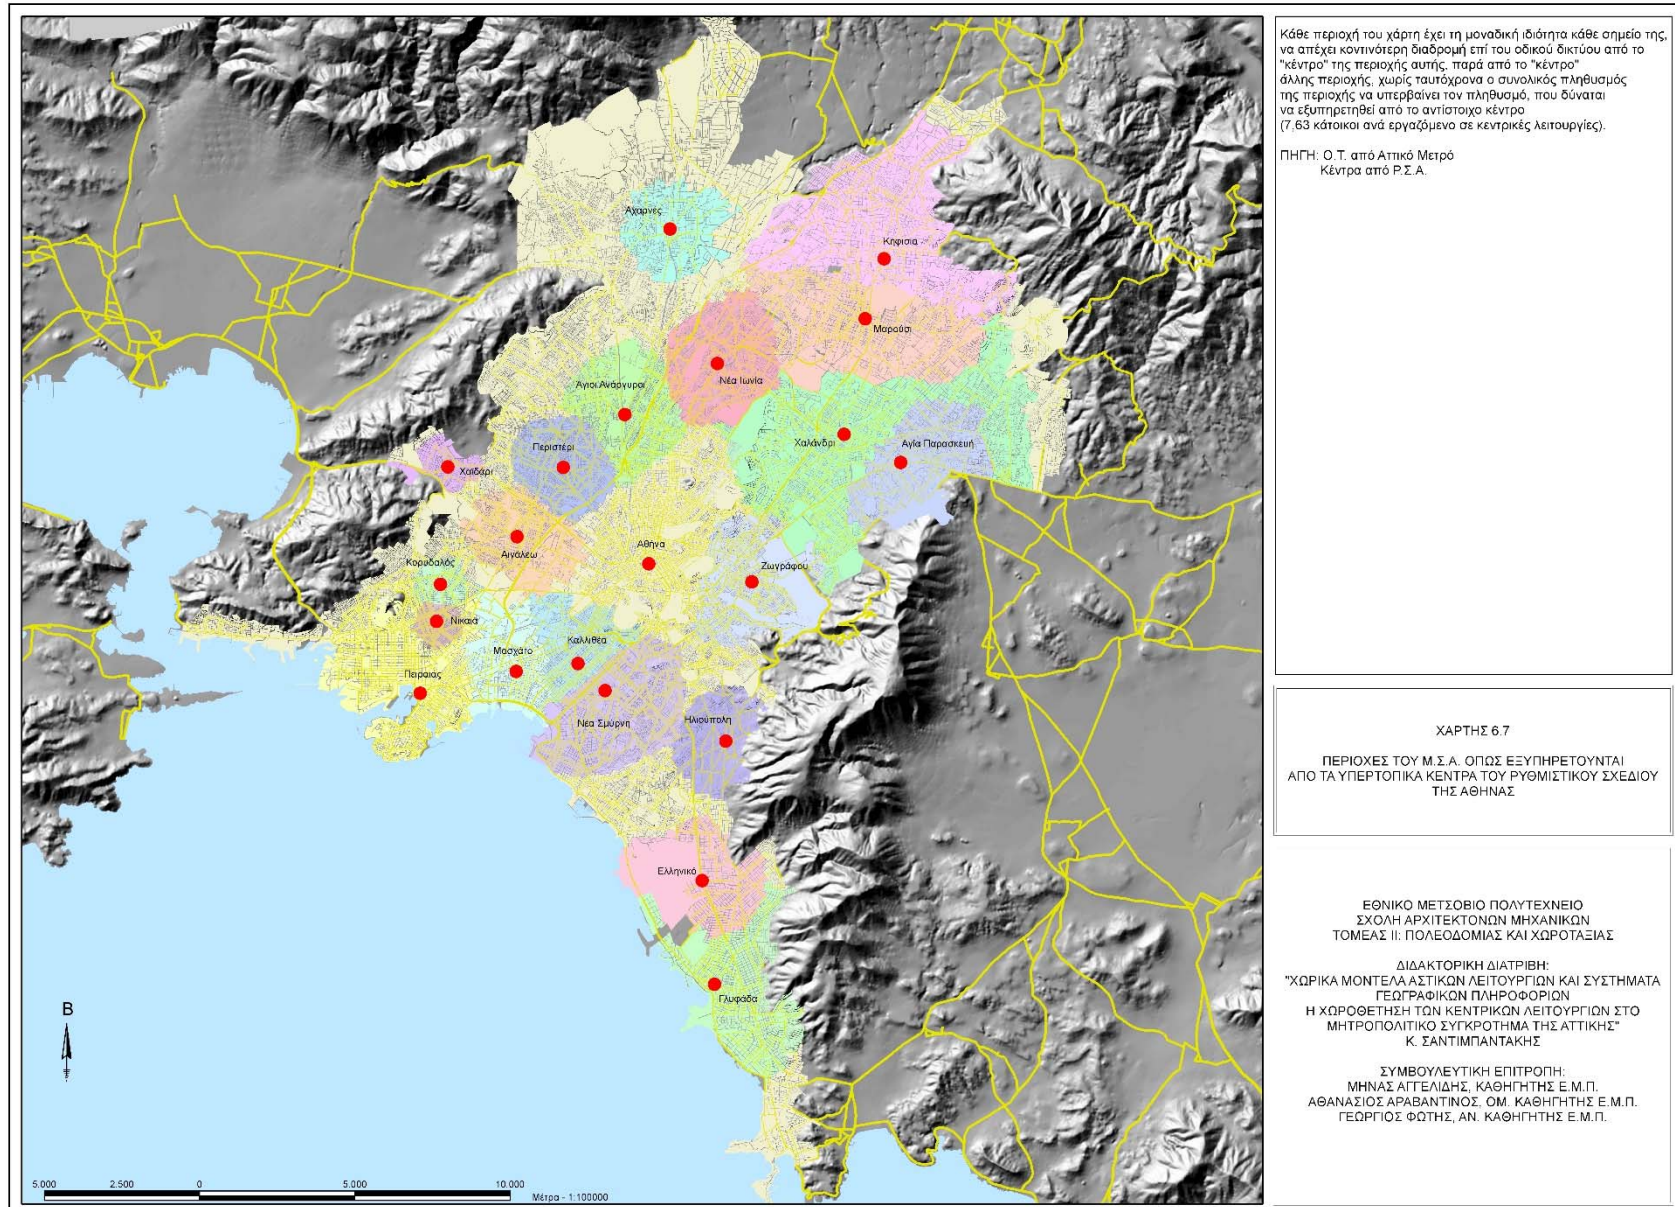 Κάθε περιοχή του χάρτη έχει τη μοναδική ιδιότητα κάθε σημείο της,
να απέχει κοντινότερη διαδρομή επί του οδικού δικτύου από το
"κέντρο" της περιοχής αυτής, παρά από το "κέντρο"
άλλης περιοχής, χωρίς ταυτόχρονα ο συνολικός πληθυσμός
της περιοχής να υπερβαίνει τον πληθυσμό, που δύναται
να εξυπηρετηθεί από το αντίστοιχο κέντρο
(7,63 κάτοικοι ανά εργαζόμενο σε κεντρικές λειτουργίες).
ΠΗΓΗ: Ο.Τ. από Αττικό Μετρό
Κέντρα από Ρ.Σ.Α.
Αχαρνές
Κηφισιά
Μαρούσι
Νέα Ιωνία
Άγιοι Ανάργυροι
Χαλάνδρι
Αγία Παρασκευή
Περιστέρι
Χαϊδάρι
Αιγάλεω
Αθήνα
Κορυδαλός
Ζωγράφου
Νίκαια
Καλλιθέα
Μοσχάτο
Πειραιάς
Νέα Σμύρνη
Ηλιούπολη
Ελληνικό
Γλυφάδα
Β
5.000 2.500 0 5.000 10.000
Μέτρα - 1:100000
ΧΑΡΤΗΣ 6.7
ΠΕΡΙΟΧΕΣ ΤΟΥ Μ.Σ.Α. ΟΠΩΣ ΕΞΥΠΗΡΕΤΟΥΝΤΑΙ
ΑΠΟ ΤΑ ΥΠΕΡΤΟΠΙΚΑ ΚΕΝΤΡΑ ΤΟΥ ΡΥΘΜΙΣΤΙΚΟΥ ΣΧΕΔΙΟΥ
ΤΗΣ ΑΘΗΝΑΣ
ΕΘΝΙΚΟ ΜΕΤΣΟΒΙΟ ΠΟΛΥΤΕΧΝΕΙΟ
ΣΧΟΛΗ ΑΡΧΙΤΕΚΤΟΝΩΝ ΜΗΧΑΝΙΚΩΝ
ΤΟΜΕΑΣ ΙΙ: ΠΟΛΕΟΔΟΜΙΑΣ ΚΑΙ ΧΩΡΟΤΑΞΙΑΣ
ΔΙΔΑΚΤΟΡΙΚΗ ΔΙΑΤΡΙΒΗ:
"ΧΩΡΙΚΑ ΜΟΝΤΕΛΑ ΑΣΤΙΚΩΝ ΛΕΙΤΟΥΡΓΙΩΝ ΚΑΙ ΣΥΣΤΗΜΑΤΑ
ΓΕΩΓΡΑΦΙΚΩΝ ΠΛΗΡΟΦΟΡΙΩΝ
Η ΧΩΡΟΘΕΤΗΣΗ ΤΩΝ ΚΕΝΤΡΙΚΩΝ ΛΕΙΤΟΥΡΓΙΩΝ ΣΤΟ
ΜΗΤΡΟΠΟΛΙΤΙΚΟ ΣΥΓΚΡΟΤΗΜΑ ΤΗΣ ΑΤΤΙΚΗΣ"
Κ. ΣΑΝΤΙΜΠΑΝΤΑΚΗΣ
ΣΥΜΒΟΥΛΕΥΤΙΚΗ ΕΠΙΤΡΟΠΗ:
ΜΗΝΑΣ ΑΓΓΕΛΙΔΗΣ, ΚΑΘΗΓΗΤΗΣ Ε.Μ.Π.
ΑΘΑΝΑΣΙΟΣ ΑΡΑΒΑΝΤΙΝΟΣ, ΟΜ. ΚΑΘΗΓΗΤΗΣ Ε.Μ.Π.
ΓΕΩΡΓΙΟΣ ΦΩΤΗΣ, ΑΝ. ΚΑΘΗΓΗΤΗΣ Ε.Μ.Π.